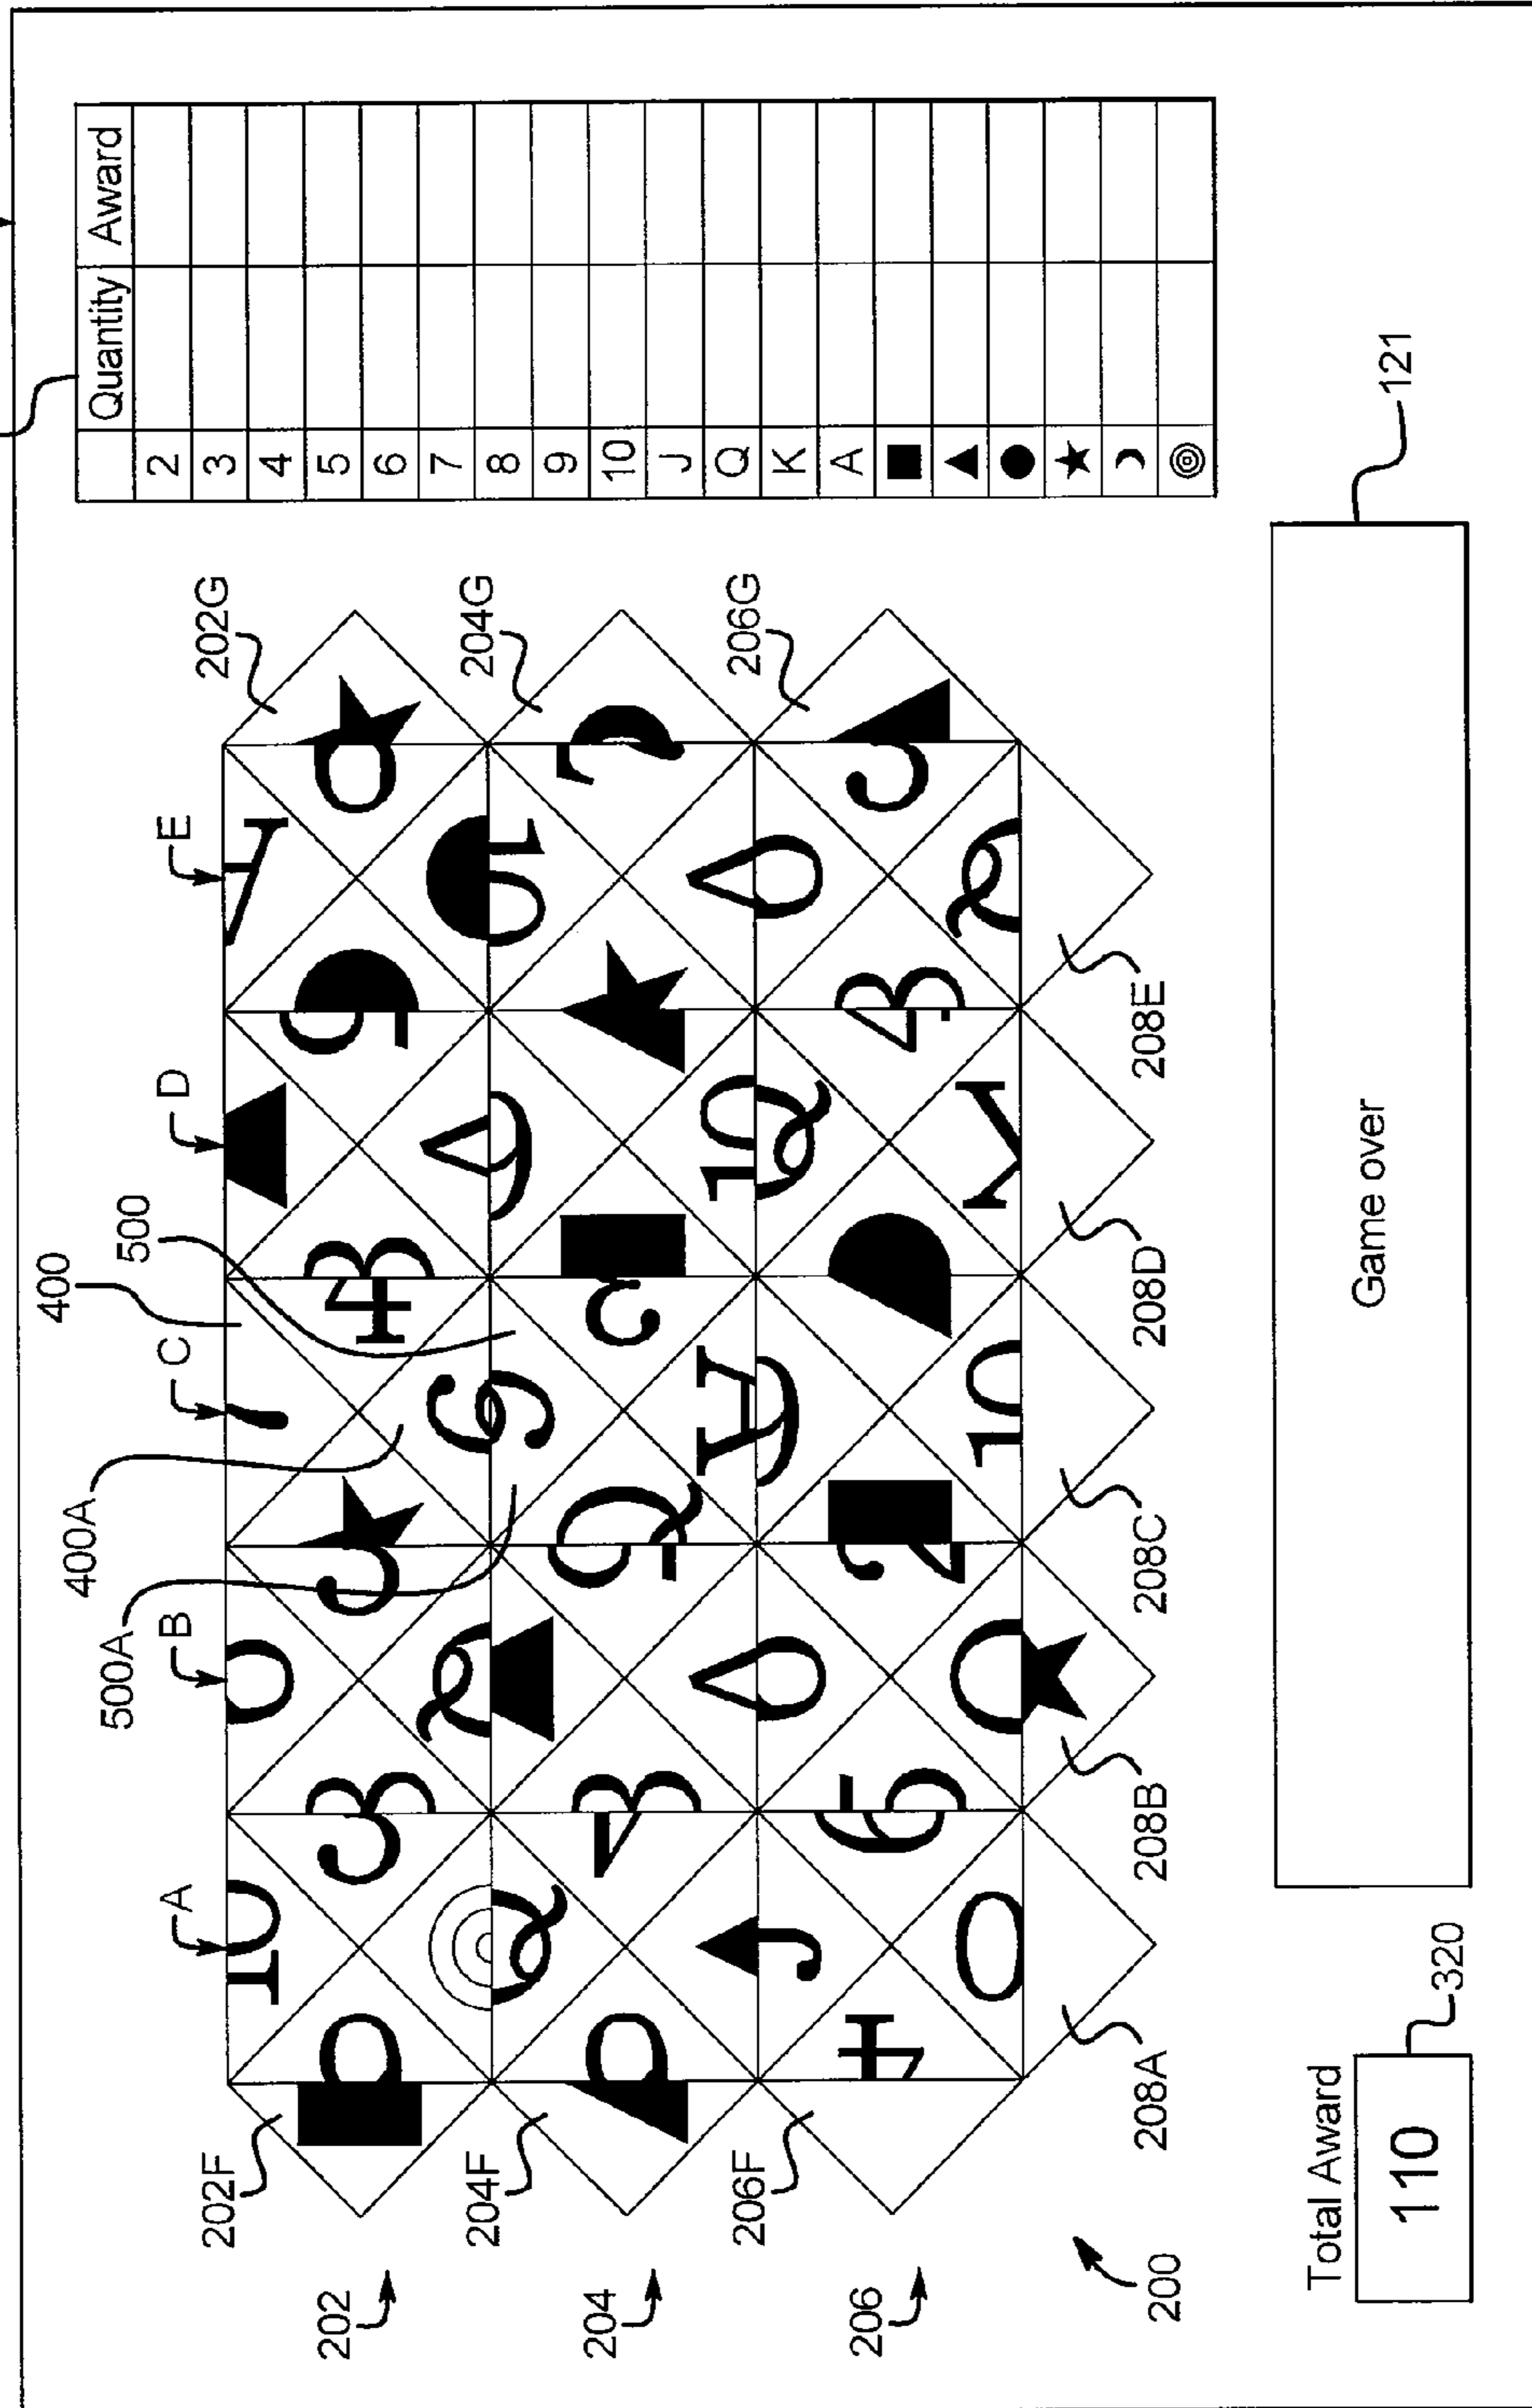 400
400A
500
500A
A B C D E
202F
202G
202
204F
204G
204
206F
206G
206
208A 208B 208C 208D 208E
200
Quantity Award
2
3
4
5
6
7
8
9
10
J
Q
K
A
Total Award
110
320
Game over
121